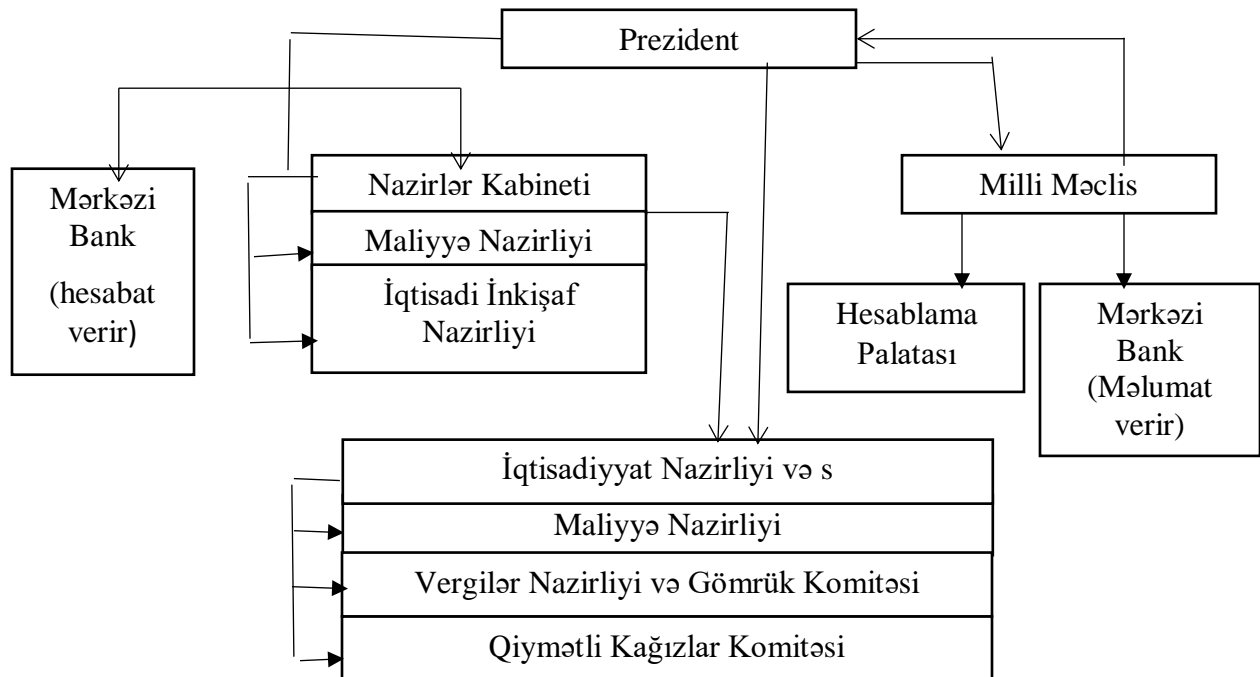 Prezident
Mərkəzi
Bank
(hesabat
verir)
Nazirlər Kabineti
Maliyyə Nazirliyi
İqtisadi İnkişaf
Nazirliyi
Milli Məclis
Hesablama
Palatası
Mərkəzi
Bank
(Məlumat
verir)
İqtisadiyyat Nazirliyi və s
Maliyyə Nazirliyi
Vergilər Nazirliyi və Gömrük Komitəsi
Qiymətli Kağızlar Komitəsi